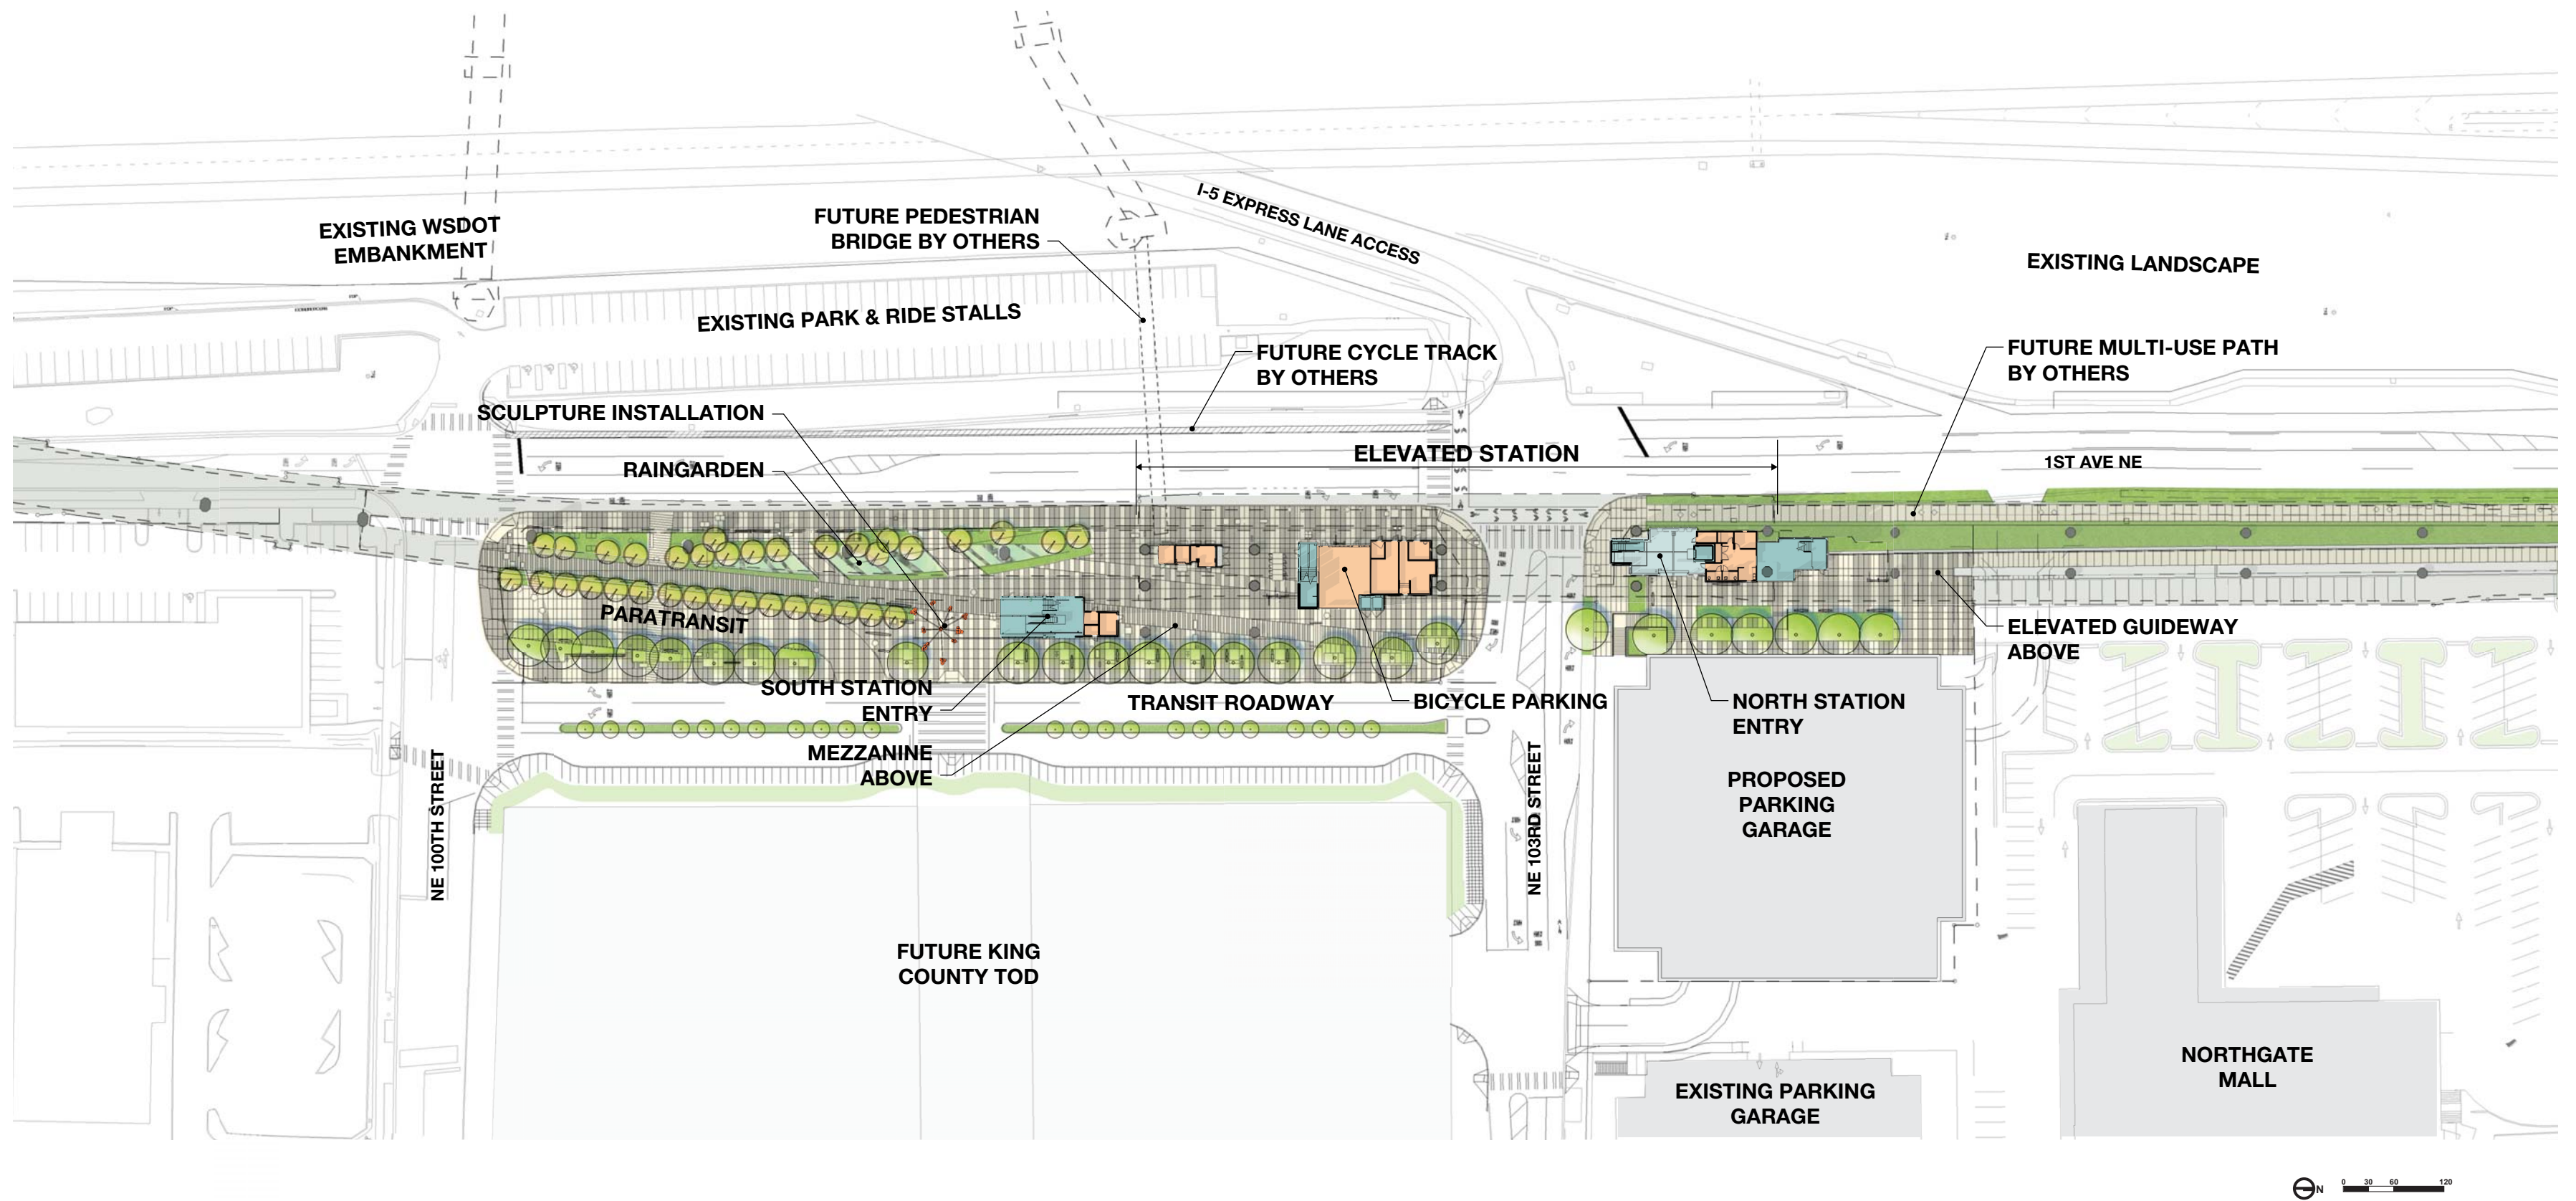 EXISTING WSDOT
EMBANKMENT
FUTURE PEDESTRIAN
BRIDGE BY OTHERS
I-5 EXPRESS LANE ACCESS
EXISTING LANDSCAPE
EXISTING PARK & RIDE STALLS
FUTURE CYCLE TRACK
BY OTHERS
FUTURE MULTI-USE PATH
BY OTHERS
SCULPTURE INSTALLATION
RAINGARDEN
ELEVATED STATION
1ST AVE NE
PARATRANSIT
ELEVATED GUIDEWAY
ABOVE
SOUTH STATION
ENTRY
TRANSIT ROADWAY
BICYCLE PARKING
NORTH STATION
ENTRY
MEZZANINE
ABOVE
NE 100TH STREET
NE 103RD STREET
PROPOSED
PARKING
GARAGE
FUTURE KING
COUNTY TOD
EXISTING PARKING
GARAGE
NORTHGATE
MALL
N
0 30 60 120